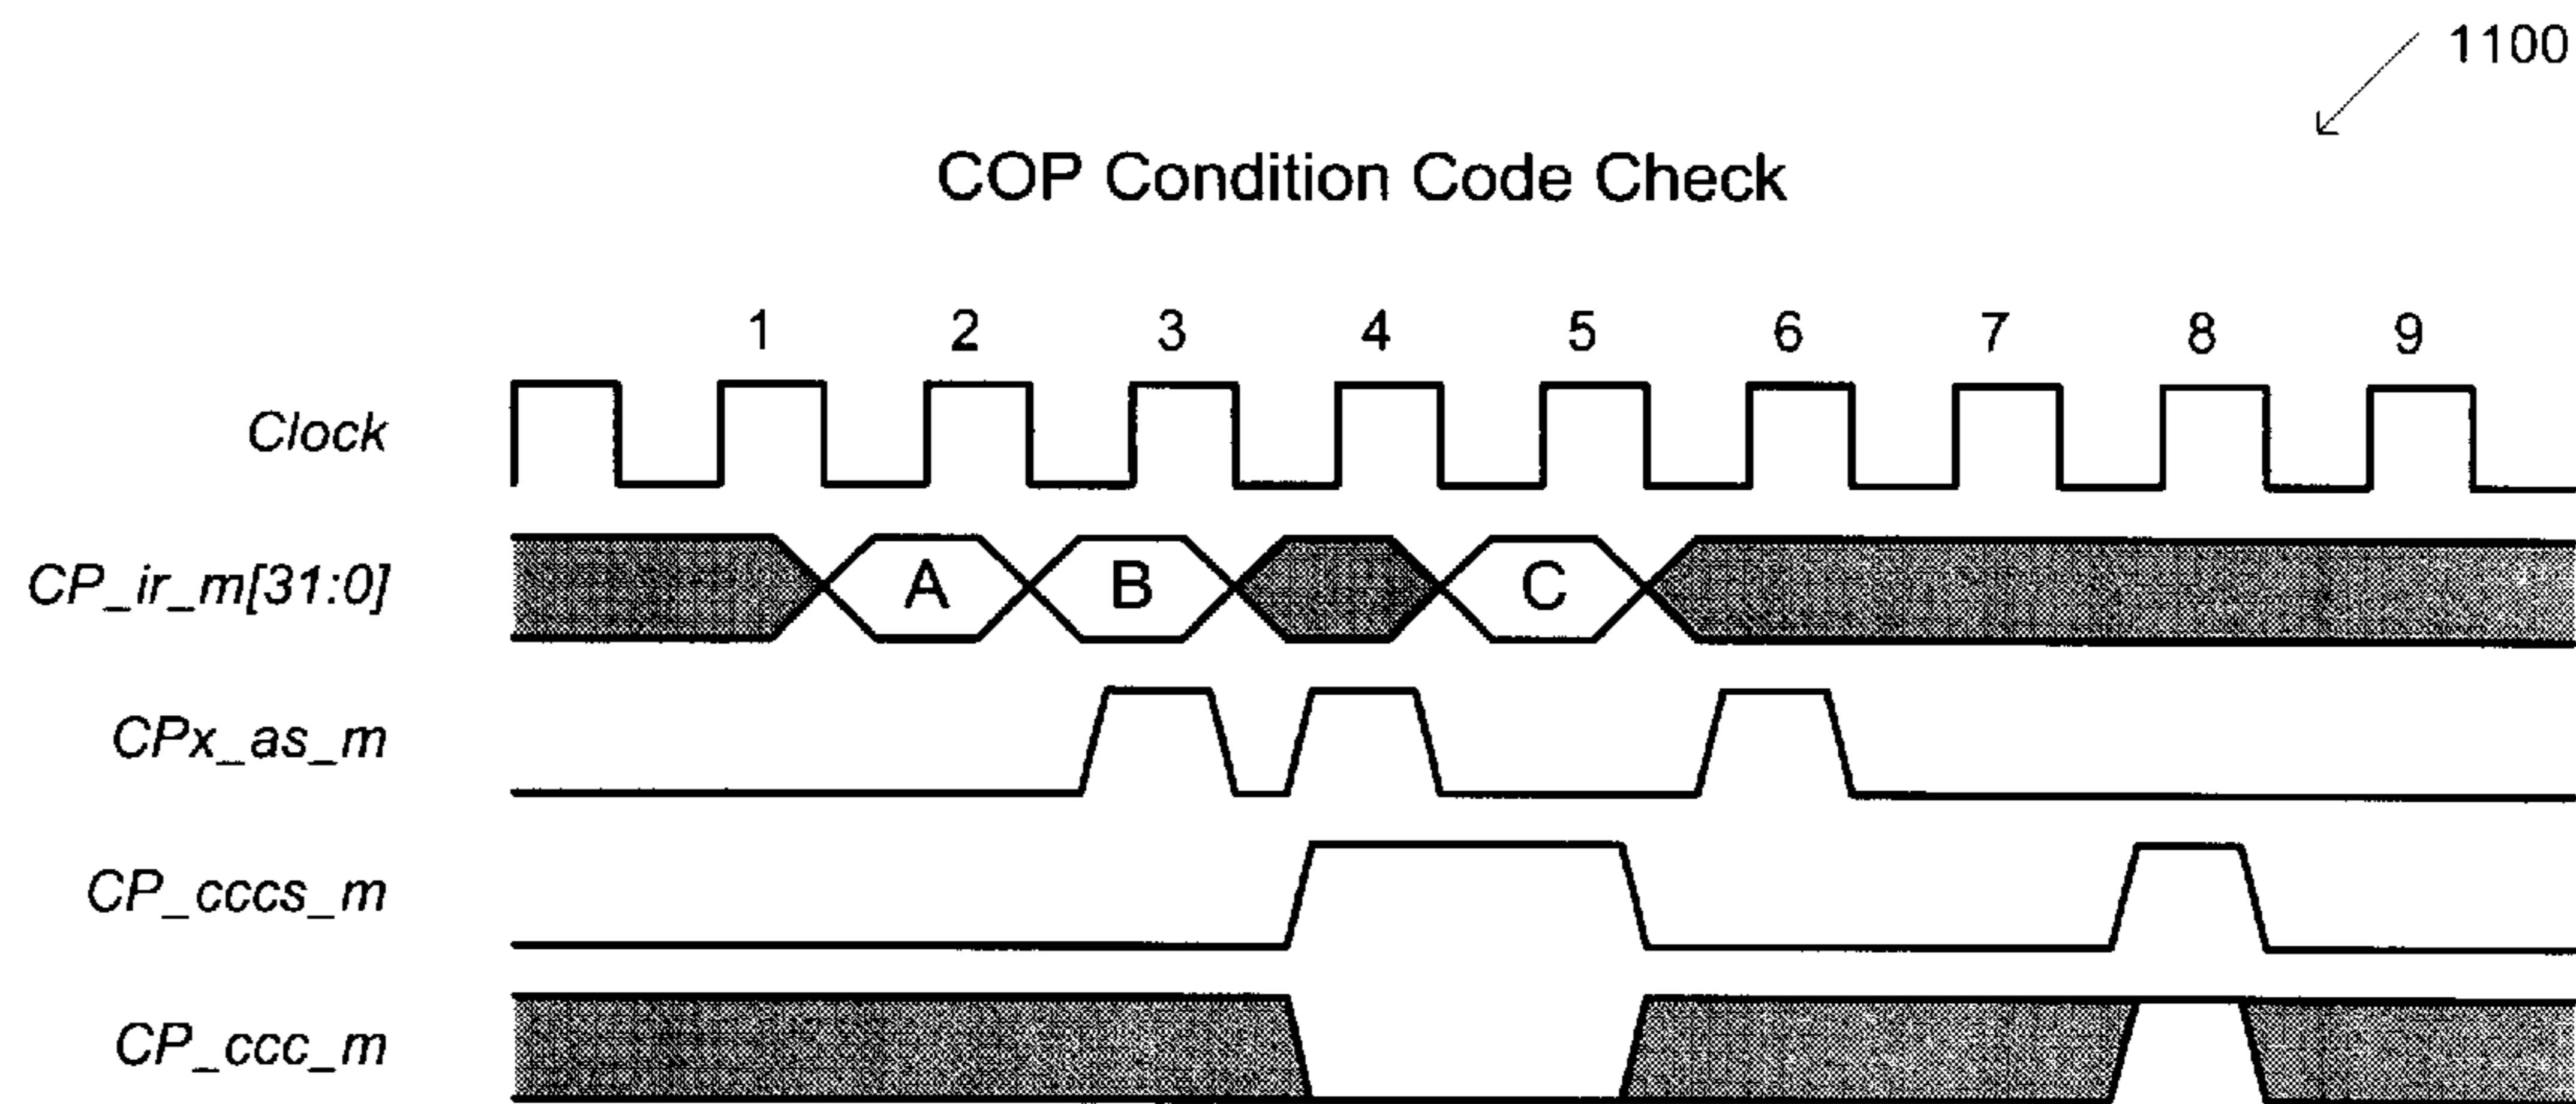 1100
COP Condition Code Check
1 2 3 4 5 6 7 8 9
Clock
CP_ir_m[31:0]
A B C
CPx_as_m
CP_cccs_m
CP_ccc_m